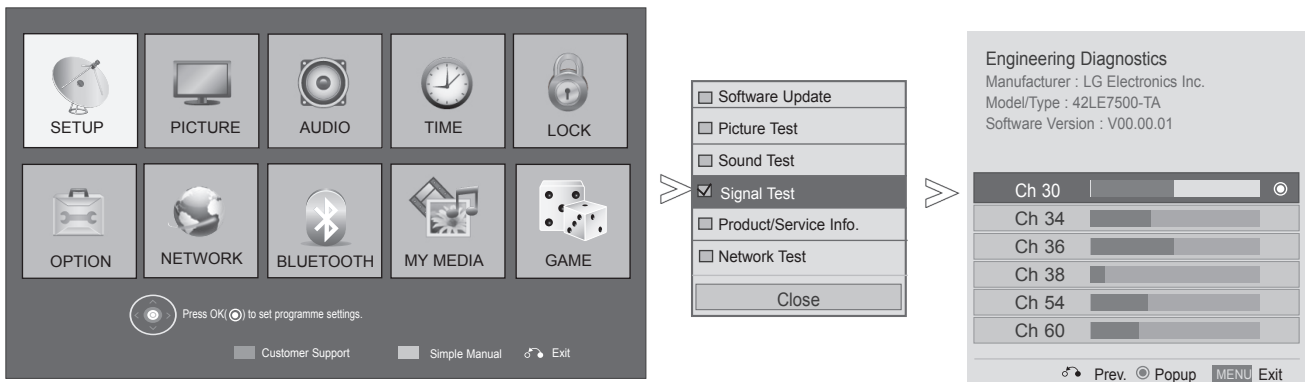 SETUP
PICTURE
AUDIO
TIME
LOCK
OPTION
NETWORK
BLUETOOTH
MY MEDIA
GAME
Press OK(◉) to set programme settings.
Customer Support
Simple Manual
Exit
Software Update
Picture Test
Sound Test
Signal Test
Product/Service Info.
Network Test
Close
Engineering Diagnostics
Manufacturer : LG Electronics Inc.
Model/Type : 42LE7500-TA
Software Version : V00.00.01
Ch 30
Ch 34
Ch 36
Ch 38
Ch 54
Ch 60
Prev. ◉ Popup MENU Exit